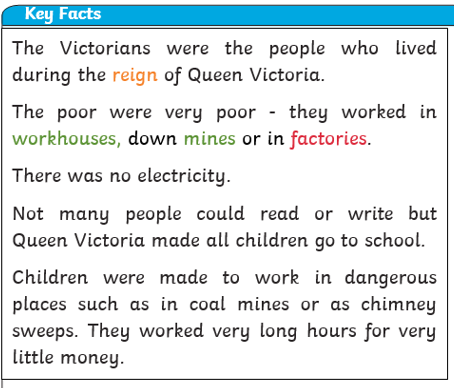 Key Facts
The Victorians were the people who lived
during the reign of Queen Victoria.
The poor were very poor - they worked in
workhouses, down mines or in factories.
There was no electricity.
Not many people could read or write but
Queen Victoria made all children go to school.
Children were made to work in dangerous
places such as in coal mines or as chimney
sweeps. They worked very long hours for very
little money.